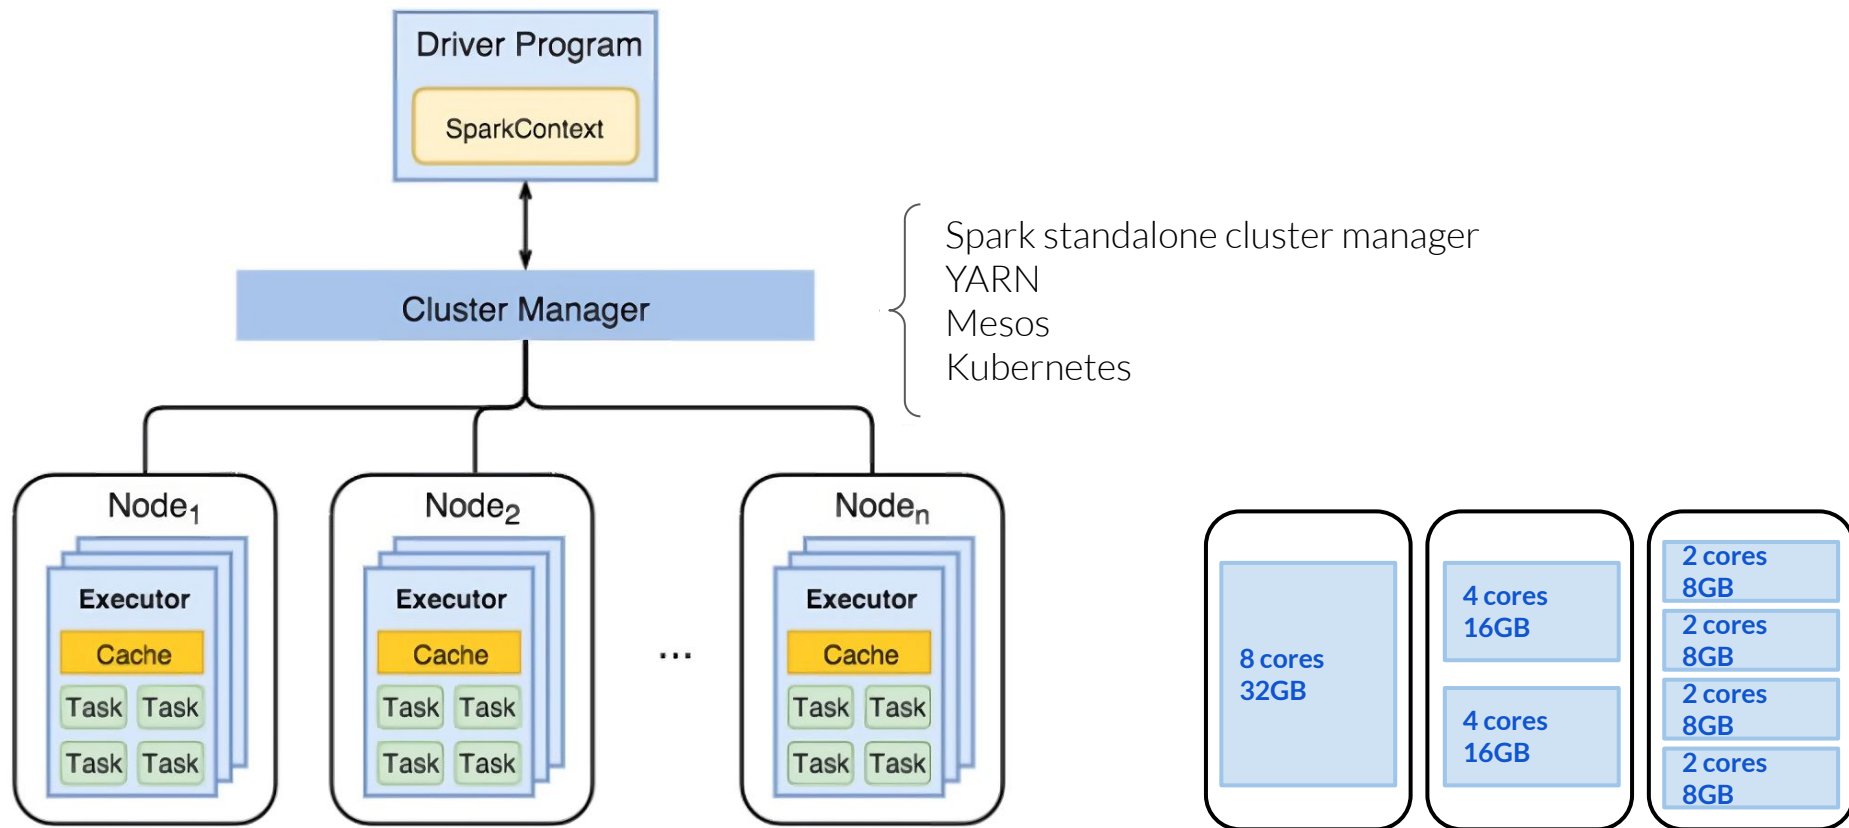 Driver Program
SparkContext
Cluster Manager
Spark standalone cluster manager
YARN
Mesos
Kubernetes
Node1
Executor
Cache
Task Task
Task Task
Node2
Executor
Cache
Task Task
Task Task
...
Noden
Executor
Cache
Task Task
Task Task
8 cores
32GB
4 cores
16GB
4 cores
16GB
2 cores
8GB
2 cores
8GB
2 cores
8GB
2 cores
8GB